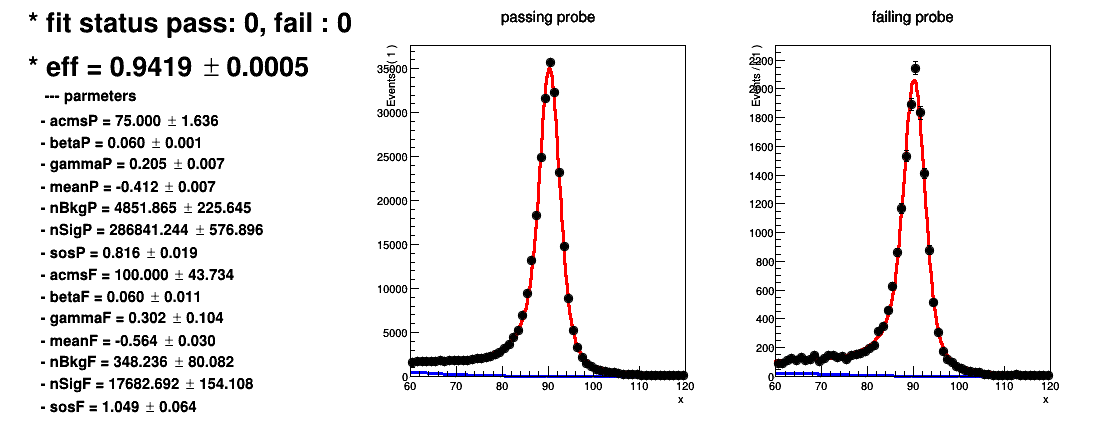 * fit status pass: 0, fail : 0
* eff = 0.9419 ± 0.0005
--- parmeters
- acmsP = 75.000 ± 1.636
- betaP = 0.060 ± 0.001
- gammaP = 0.205 ± 0.007
- meanP = -0.412 ± 0.007
- nBkgP = 4851.865 ± 225.645
- nSigP = 286841.244 ± 576.896
- sosP = 0.816 ± 0.019
- acmsF = 100.000 ± 43.734
- betaF = 0.060 ± 0.011
- gammaF = 0.302 ± 0.104
- meanF = -0.564 ± 0.030
- nBkgF = 348.236 ± 80.082
- nSigF = 17682.692 ± 154.108
- sosF = 1.049 ± 0.064
passing probe
Events / ( 1 )
35000
30000
25000
20000
15000
10000
5000
0
60 70 80 90 100 110 120
x
failing probe
Events / ( 1 )
2200
2000
1800
1600
1400
1200
1000
800
600
400
200
0
60 70 80 90 100 110 120
x